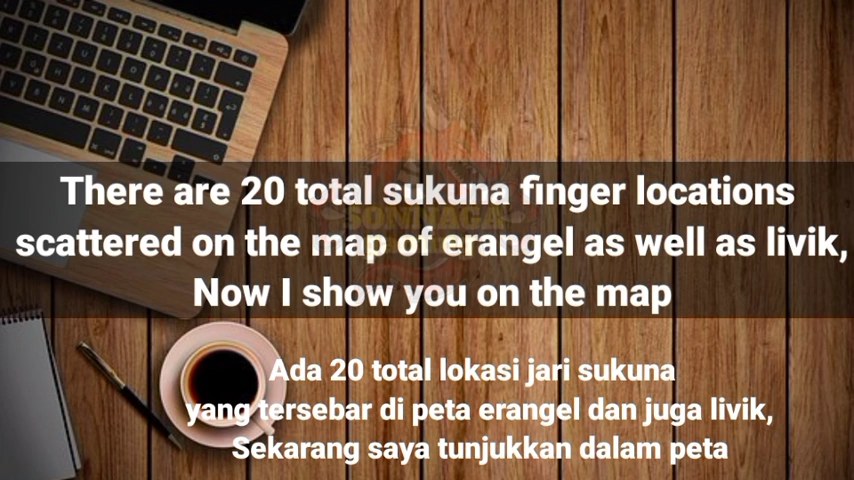 There are 20 total sukuna finger locations
scattered on the map of erangel as well as livik,
Now I show you on the map
Ada 20 total lokasi jari sukuna
yang tersebar di peta erangel dan juga livik,
Sekarang saya tunjukkan dalam peta